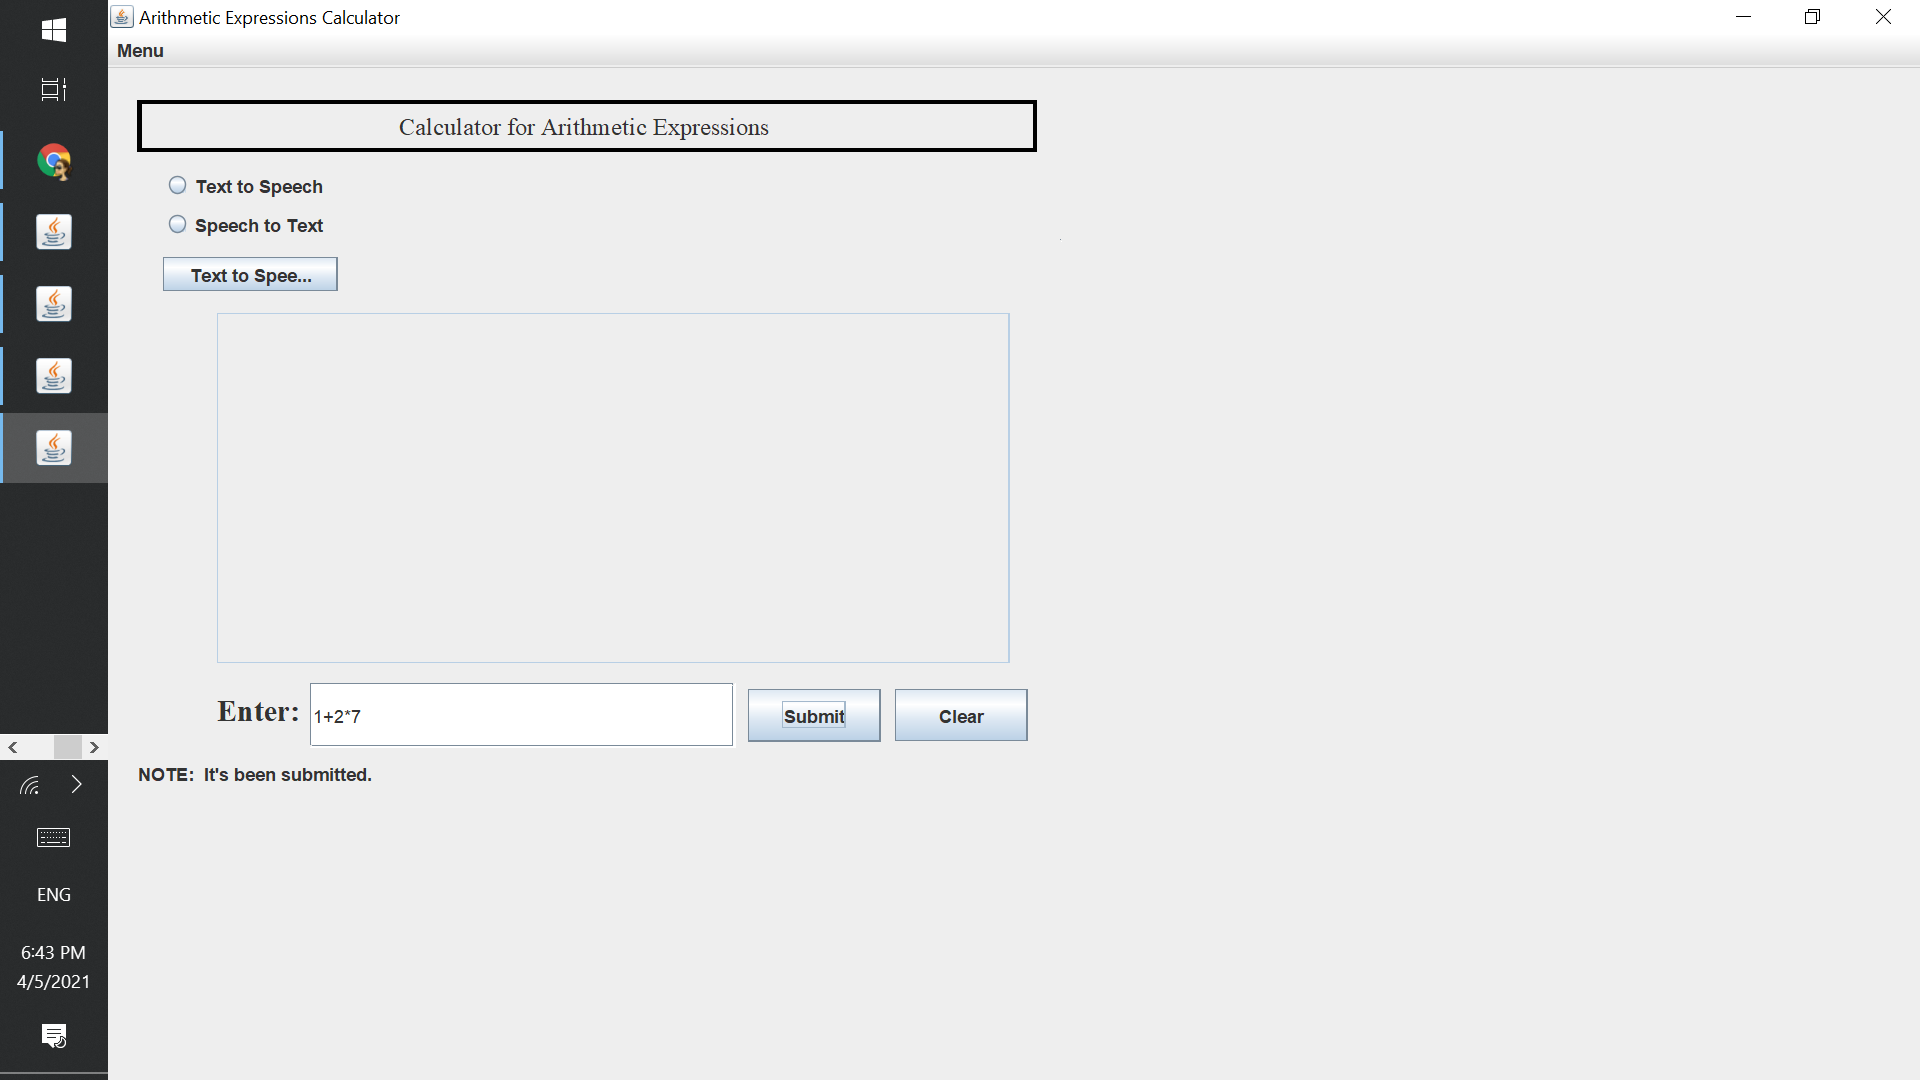 Arithmetic Expressions Calculator
Menu
Calculator for Arithmetic Expressions
Text to Speech
Speech to Text
Text to Spee...
Enter: 1+2*7 Submit Clear
NOTE: It's been submitted.
ENG
6:43 PM
4/5/2021